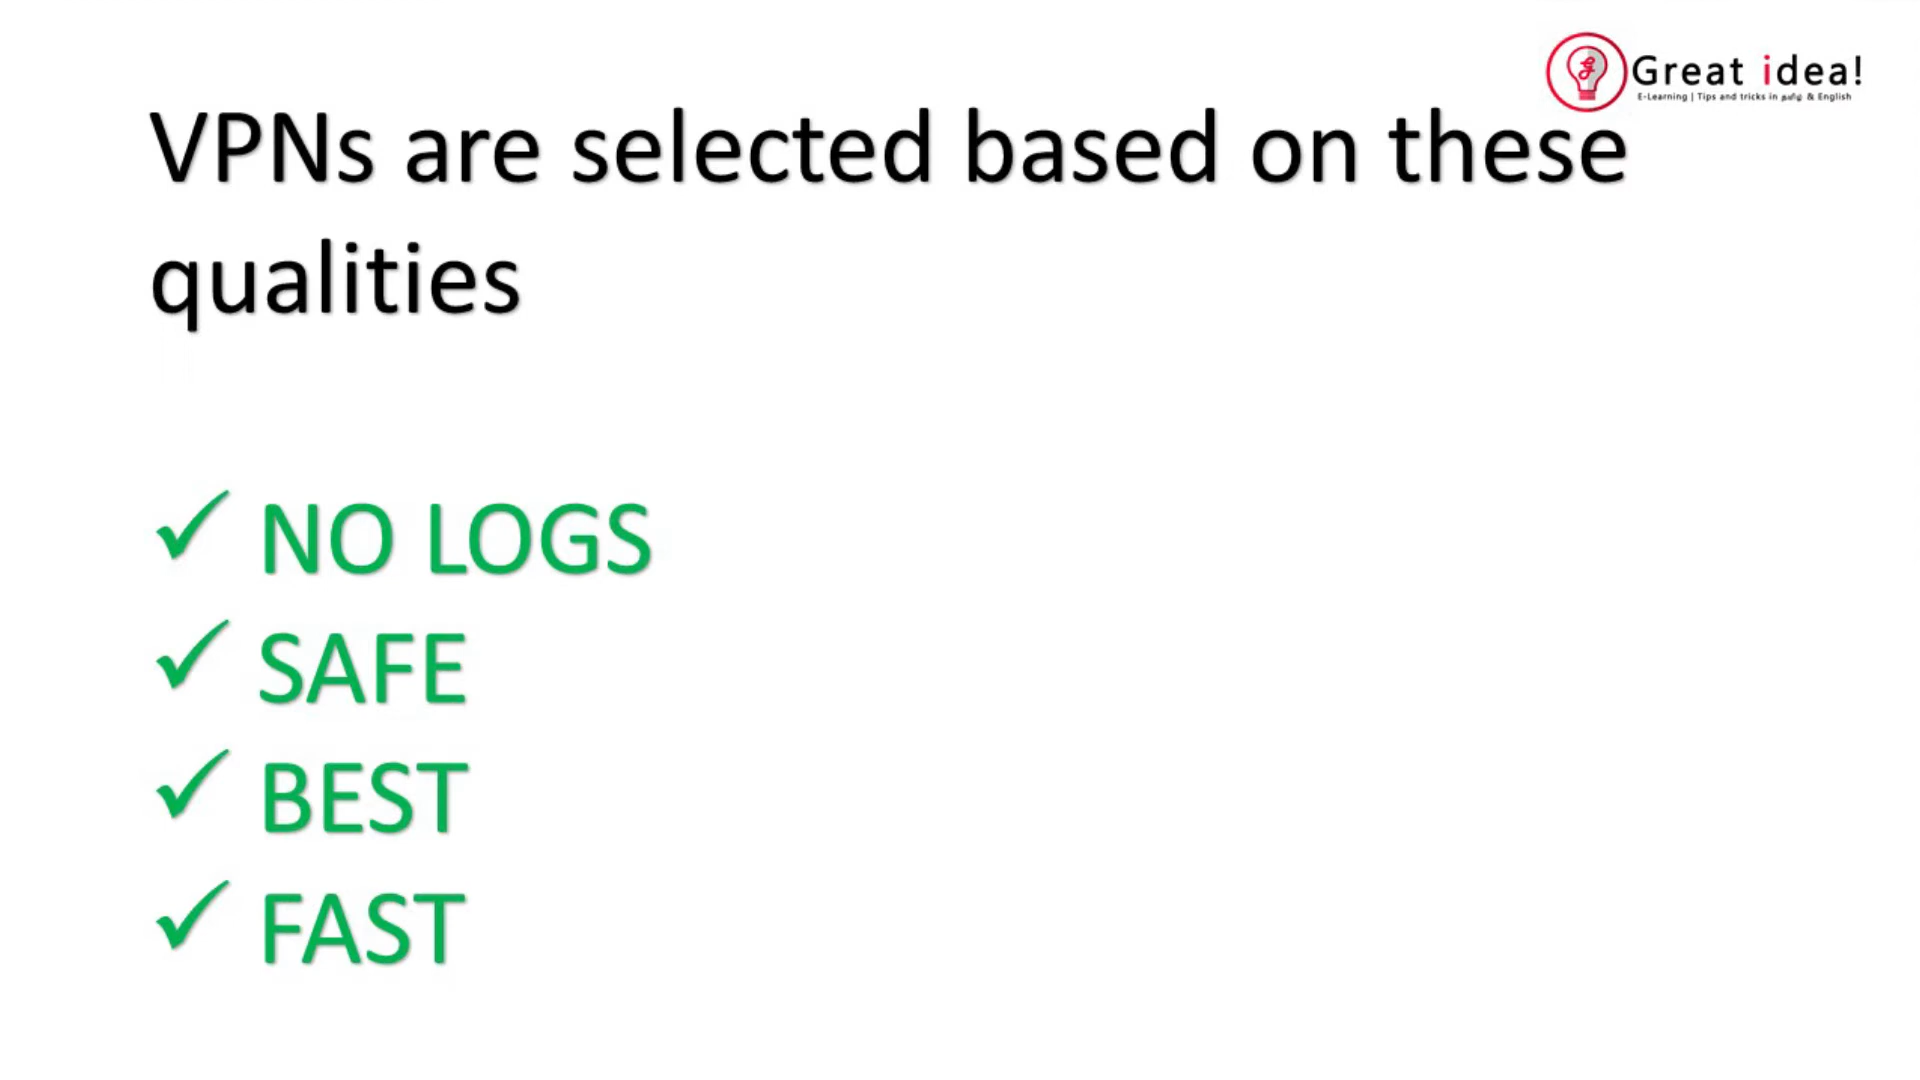 Great idea!
E-Learning | Tips and tricks in தமிழ் & English
VPNs are selected based on these
qualities
NO LOGS
SAFE
BEST
FAST